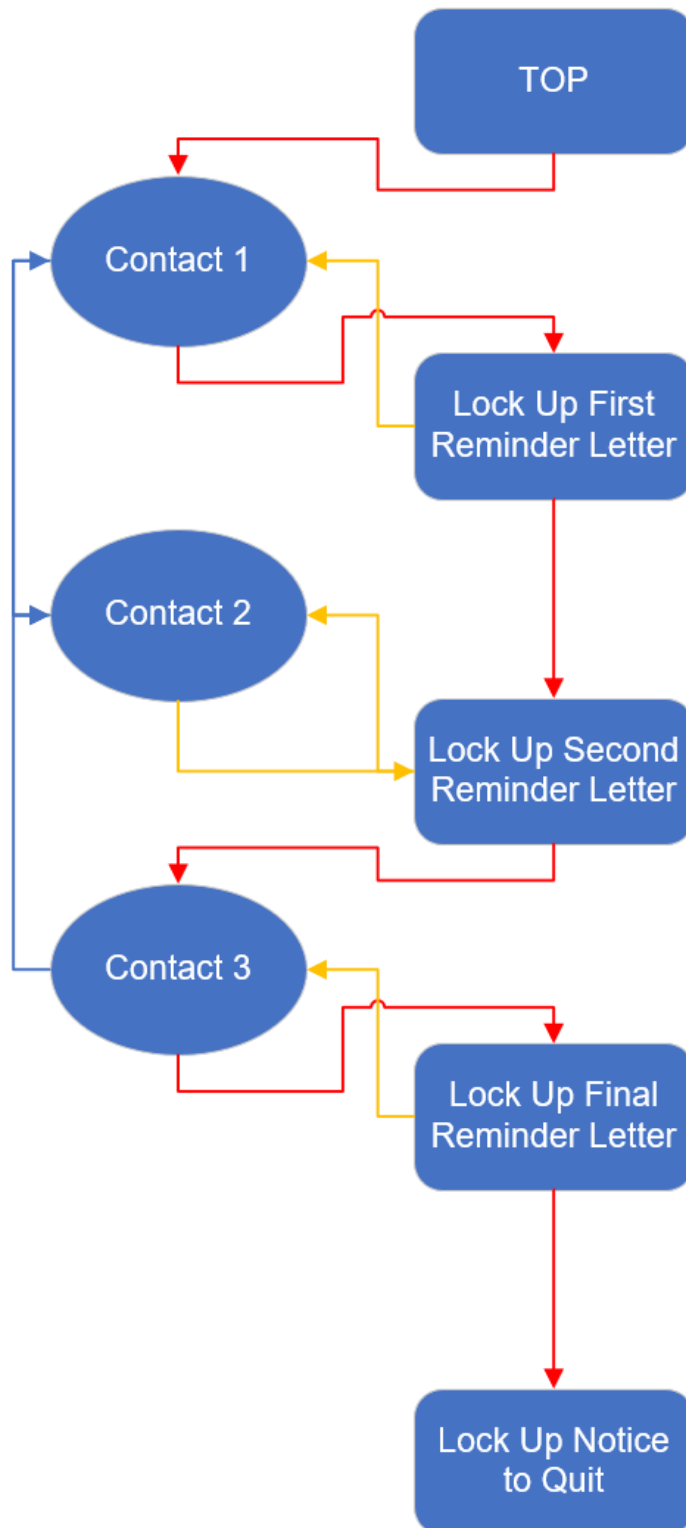 TOP
Contact 1
Lock Up First
Reminder Letter
Contact 2
Lock Up Second
Reminder Letter
Contact 3
Lock Up Final
Reminder Letter
Lock Up Notice
to Quit